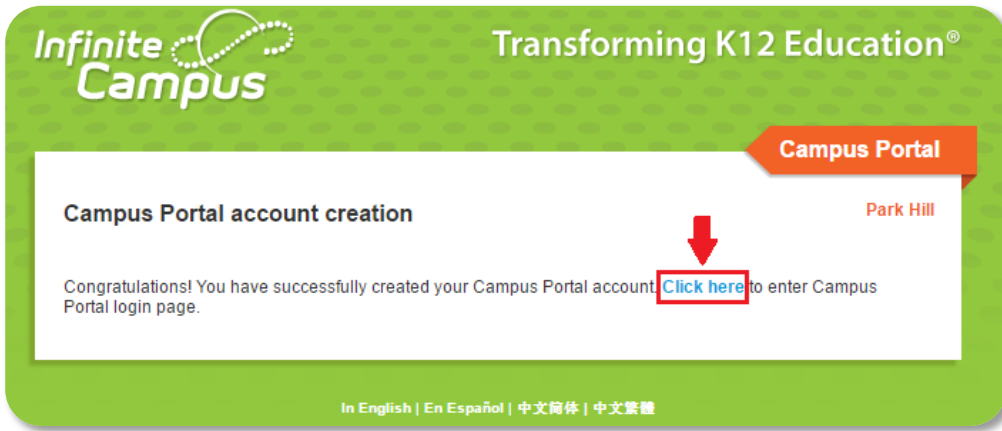 Infinite
Campus
Transforming K12 Education®
Campus Portal
Campus Portal account creation
Park Hill
Congratulations! You have successfully created your Campus Portal account. Click here to enter Campus
Portal login page.
In English | En Español | 中文简体 | 中文繁體